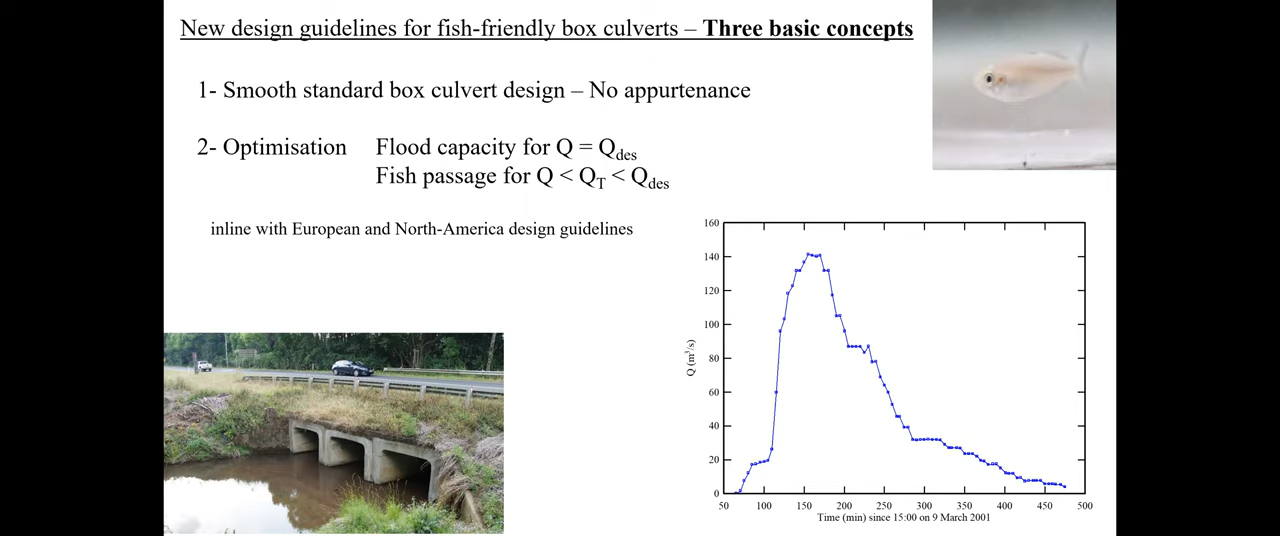 New design guidelines for fish-friendly box culverts – Three basic concepts
1- Smooth standard box culvert design – No appurtenance
2- Optimisation Flood capacity for Q = Qdes
Fish passage for Q < QT < Qdes
inline with European and North-America design guidelines
160
140
120
100
80
60
40
20
0
Q (m³/s)
50 100 150 200 250 300 350 400 450 500
Time (min) since 15:00 on 9 March 2001